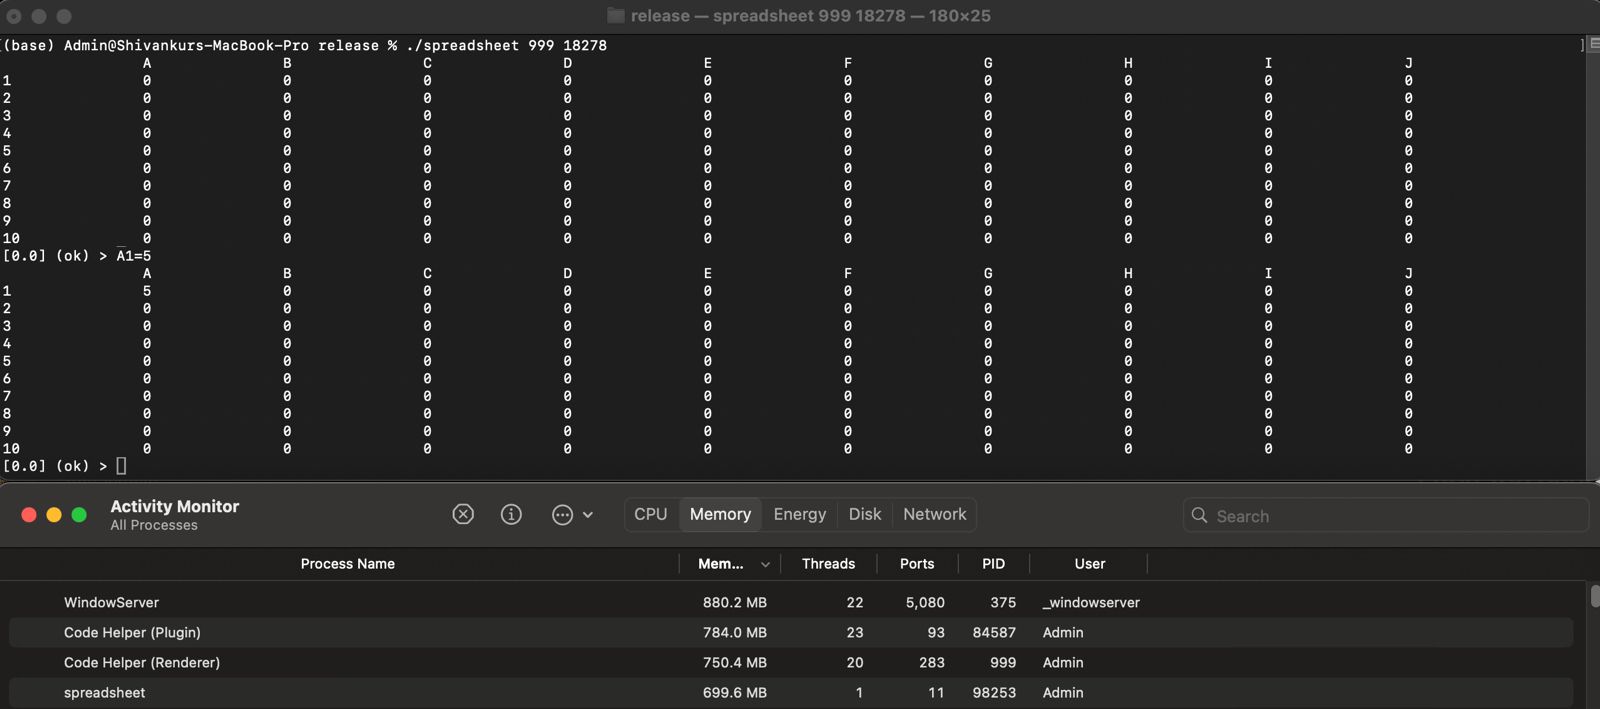 release — spreadsheet 999 18278 — 180×25
[(base) Admin@Shivankurs-MacBook-Pro release % ./spreadsheet 999 18278 ]
A B C D E F G H I J
1 0 0 0 0 0 0 0 0 0 0
2 0 0 0 0 0 0 0 0 0 0
3 0 0 0 0 0 0 0 0 0 0
4 0 0 0 0 0 0 0 0 0 0
5 0 0 0 0 0 0 0 0 0 0
6 0 0 0 0 0 0 0 0 0 0
7 0 0 0 0 0 0 0 0 0 0
8 0 0 0 0 0 0 0 0 0 0
9 0 0 0 0 0 0 0 0 0 0
10 0 0 0 0 0 0 0 0 0 0
[0.0] (ok) > A1=5
A B C D E F G H I J
1 5 0 0 0 0 0 0 0 0 0
2 0 0 0 0 0 0 0 0 0 0
3 0 0 0 0 0 0 0 0 0 0
4 0 0 0 0 0 0 0 0 0 0
5 0 0 0 0 0 0 0 0 0 0
6 0 0 0 0 0 0 0 0 0 0
7 0 0 0 0 0 0 0 0 0 0
8 0 0 0 0 0 0 0 0 0 0
9 0 0 0 0 0 0 0 0 0 0
10 0 0 0 0 0 0 0 0 0 0
[0.0] (ok) >
Activity Monitor
All Processes
CPU Memory Energy Disk Network
Search
Process Name Mem... Threads Ports PID User
WindowServer 880.2 MB 22 5,080 375 _windowserver
Code Helper (Plugin) 784.0 MB 23 93 84587 Admin
Code Helper (Renderer) 750.4 MB 20 283 999 Admin
spreadsheet 699.6 MB 1 11 98253 Admin